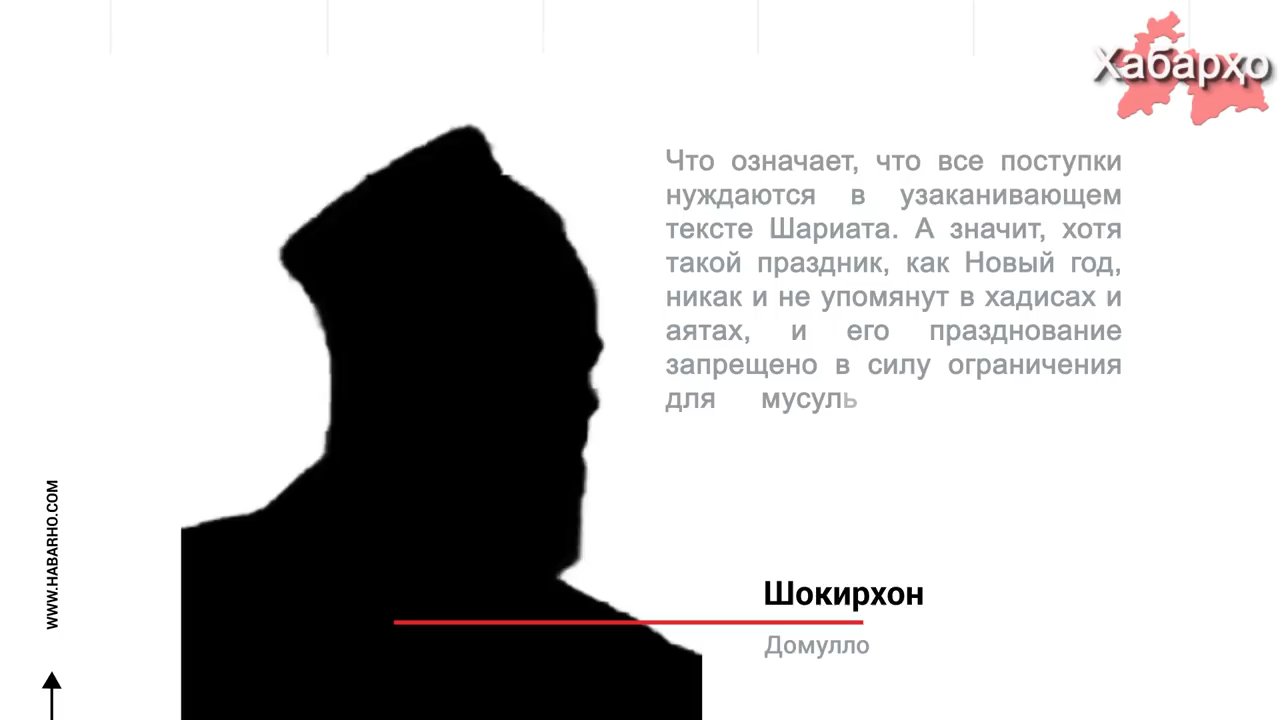 Хабарҳо
Что означает, что все поступки
нуждаются в узаканивающем
тексте Шариата. А значит, хотя
такой праздник, как Новый год,
никак и не упомянут в хадисах и
аятах, и его празднование
запрещено в силу ограничения
для мусуль
WWW.HABARHO.COM
Шокирхон
Домулло